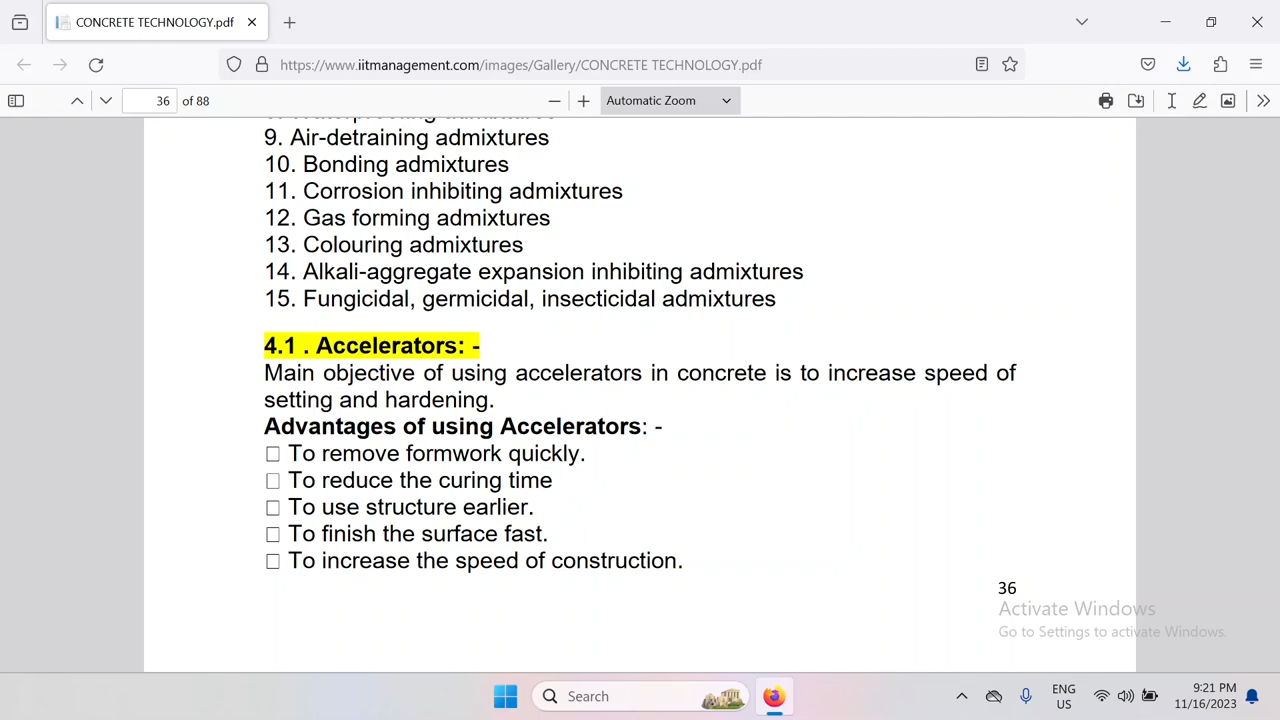 CONCRETE TECHNOLOGY.pdf
https://www.iitmanagement.com/images/Gallery/CONCRETE TECHNOLOGY.pdf
36 of 88
Automatic Zoom
9. Air-detraining admixtures
10. Bonding admixtures
11. Corrosion inhibiting admixtures
12. Gas forming admixtures
13. Colouring admixtures
14. Alkali-aggregate expansion inhibiting admixtures
15. Fungicidal, germicidal, insecticidal admixtures
4.1 . Accelerators: -
Main objective of using accelerators in concrete is to increase speed of
setting and hardening.
Advantages of using Accelerators: -
□ To remove formwork quickly.
□ To reduce the curing time
□ To use structure earlier.
□ To finish the surface fast.
□ To increase the speed of construction.
36
Activate Windows
Go to Settings to activate Windows.
Search
ENG
US
9:21 PM
11/16/2023